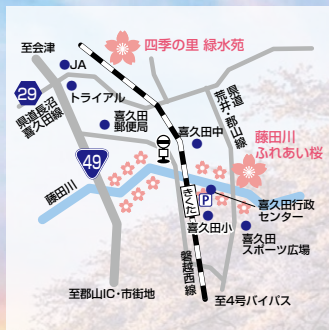 至会津
四季の里 緑水苑
JA
29
トライアル
県道長沼
喜久田線
喜久田
郵便局
喜久田中
県道
荒井・郡山線
49
藤田川
ふれあい桜
藤田川
きくた
P
喜久田行政
センター
喜久田小
喜久田
スポーツ広場
磐越西線
至郡山IC・市街地
至4号バイパス